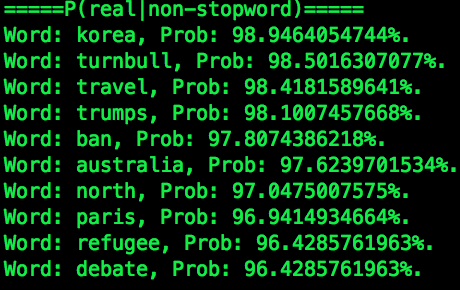 =====P(real|non-stopword)=====
Word: korea, Prob: 98.9464054744%.
Word: turnbull, Prob: 98.5016307077%.
Word: travel, Prob: 98.4181589641%.
Word: trumps, Prob: 98.1007457668%.
Word: ban, Prob: 97.8074386218%.
Word: australia, Prob: 97.6239701534%.
Word: north, Prob: 97.0475007575%.
Word: paris, Prob: 96.9414934664%.
Word: refugee, Prob: 96.4285761963%.
Word: debate, Prob: 96.4285761963%.